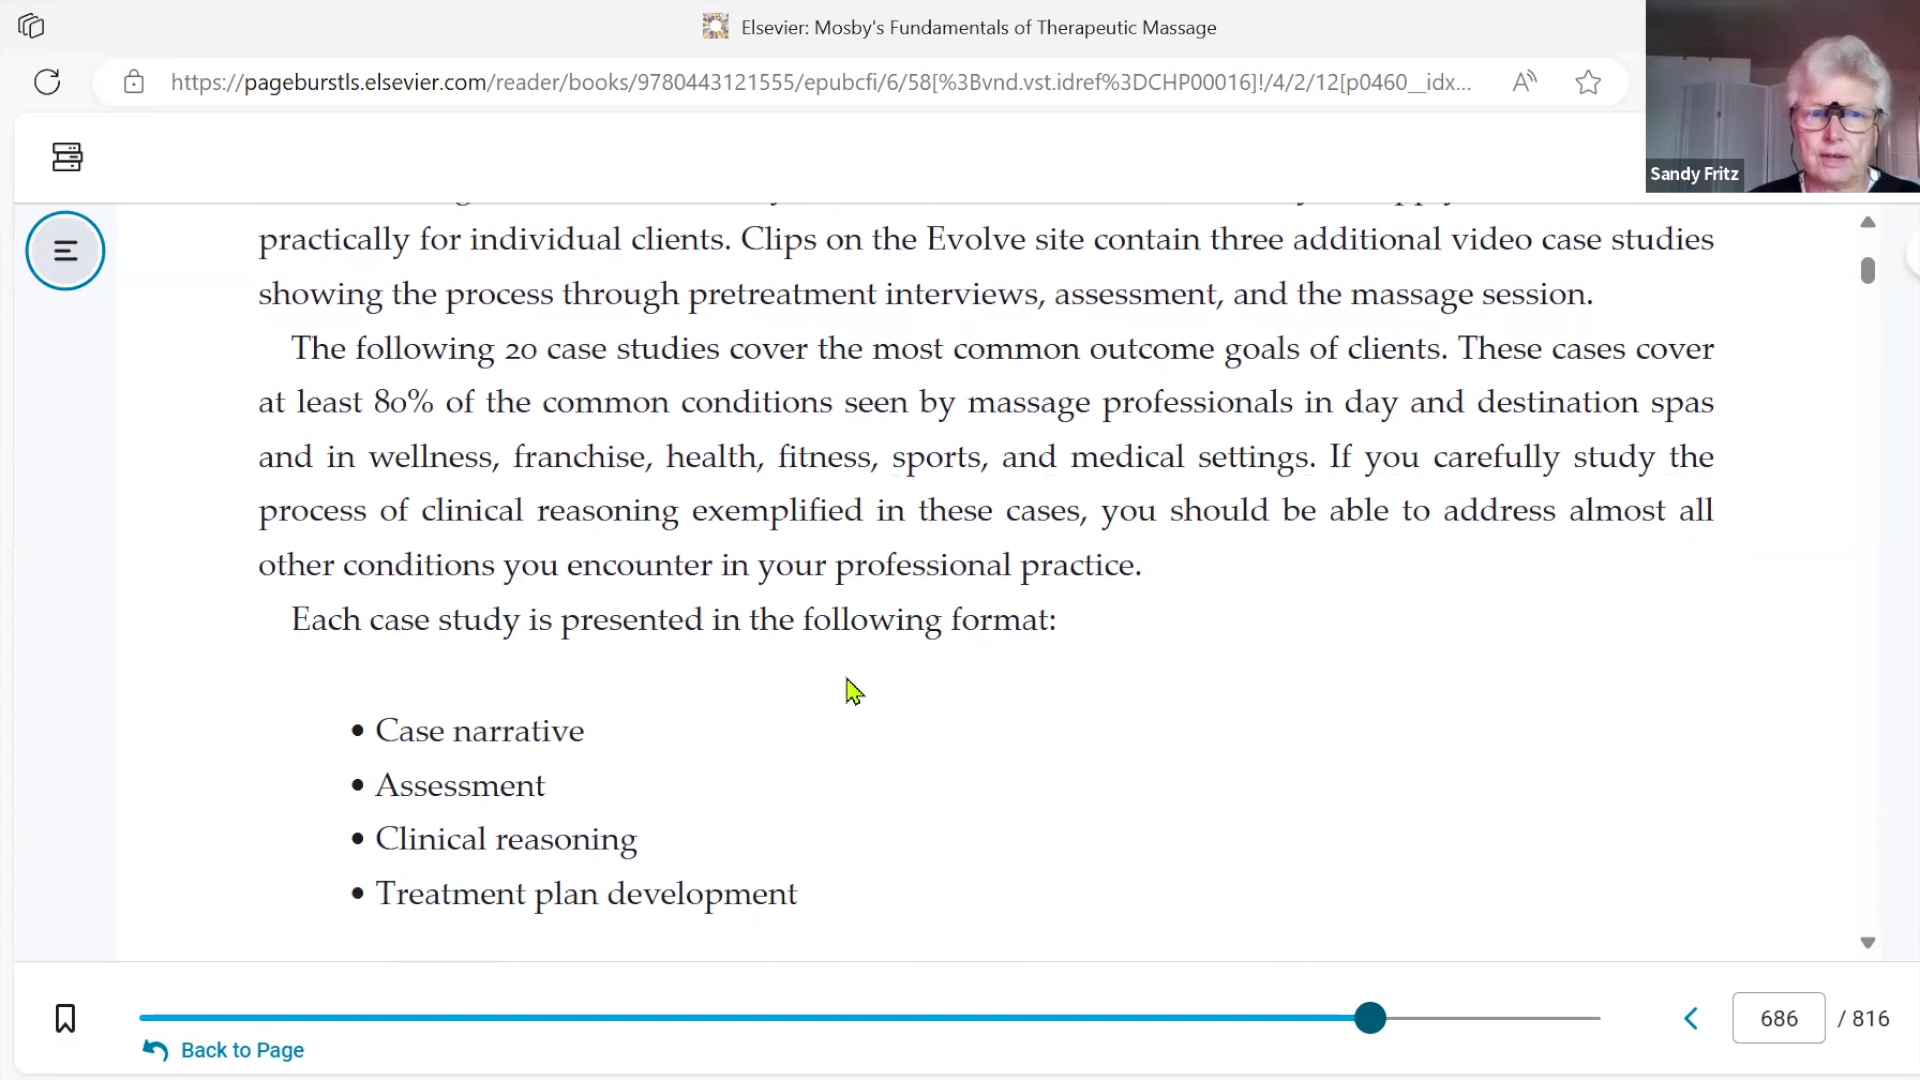 Elsevier: Mosby's Fundamentals of Therapeutic Massage
https://pageburstls.elsevier.com/reader/books/9780443121555/epubcfi/6/58[%3Bvnd.vst.idref%3DCHP00016]!/4/2/12[p0460__idx...
Sandy Fritz
practically for individual clients. Clips on the Evolve site contain three additional video case studies
showing the process through pretreatment interviews, assessment, and the massage session.
The following 20 case studies cover the most common outcome goals of clients. These cases cover
at least 80% of the common conditions seen by massage professionals in day and destination spas
and in wellness, franchise, health, fitness, sports, and medical settings. If you carefully study the
process of clinical reasoning exemplified in these cases, you should be able to address almost all
other conditions you encounter in your professional practice.
Each case study is presented in the following format:
• Case narrative
• Assessment
• Clinical reasoning
• Treatment plan development
686 / 816
Back to Page